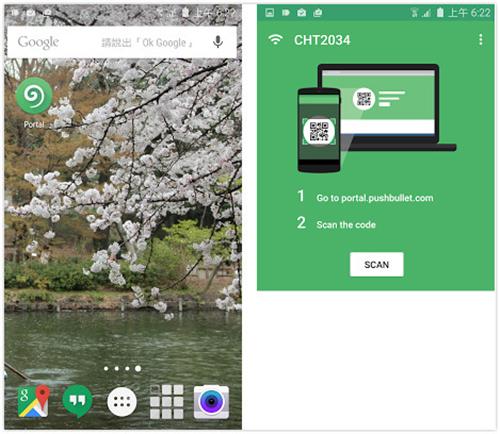 上午 6:22
Google
請說出「Ok Google」
Portal
上午 6:22
CHT2034
1 Go to portal.pushbullet.com
2 Scan the code
SCAN